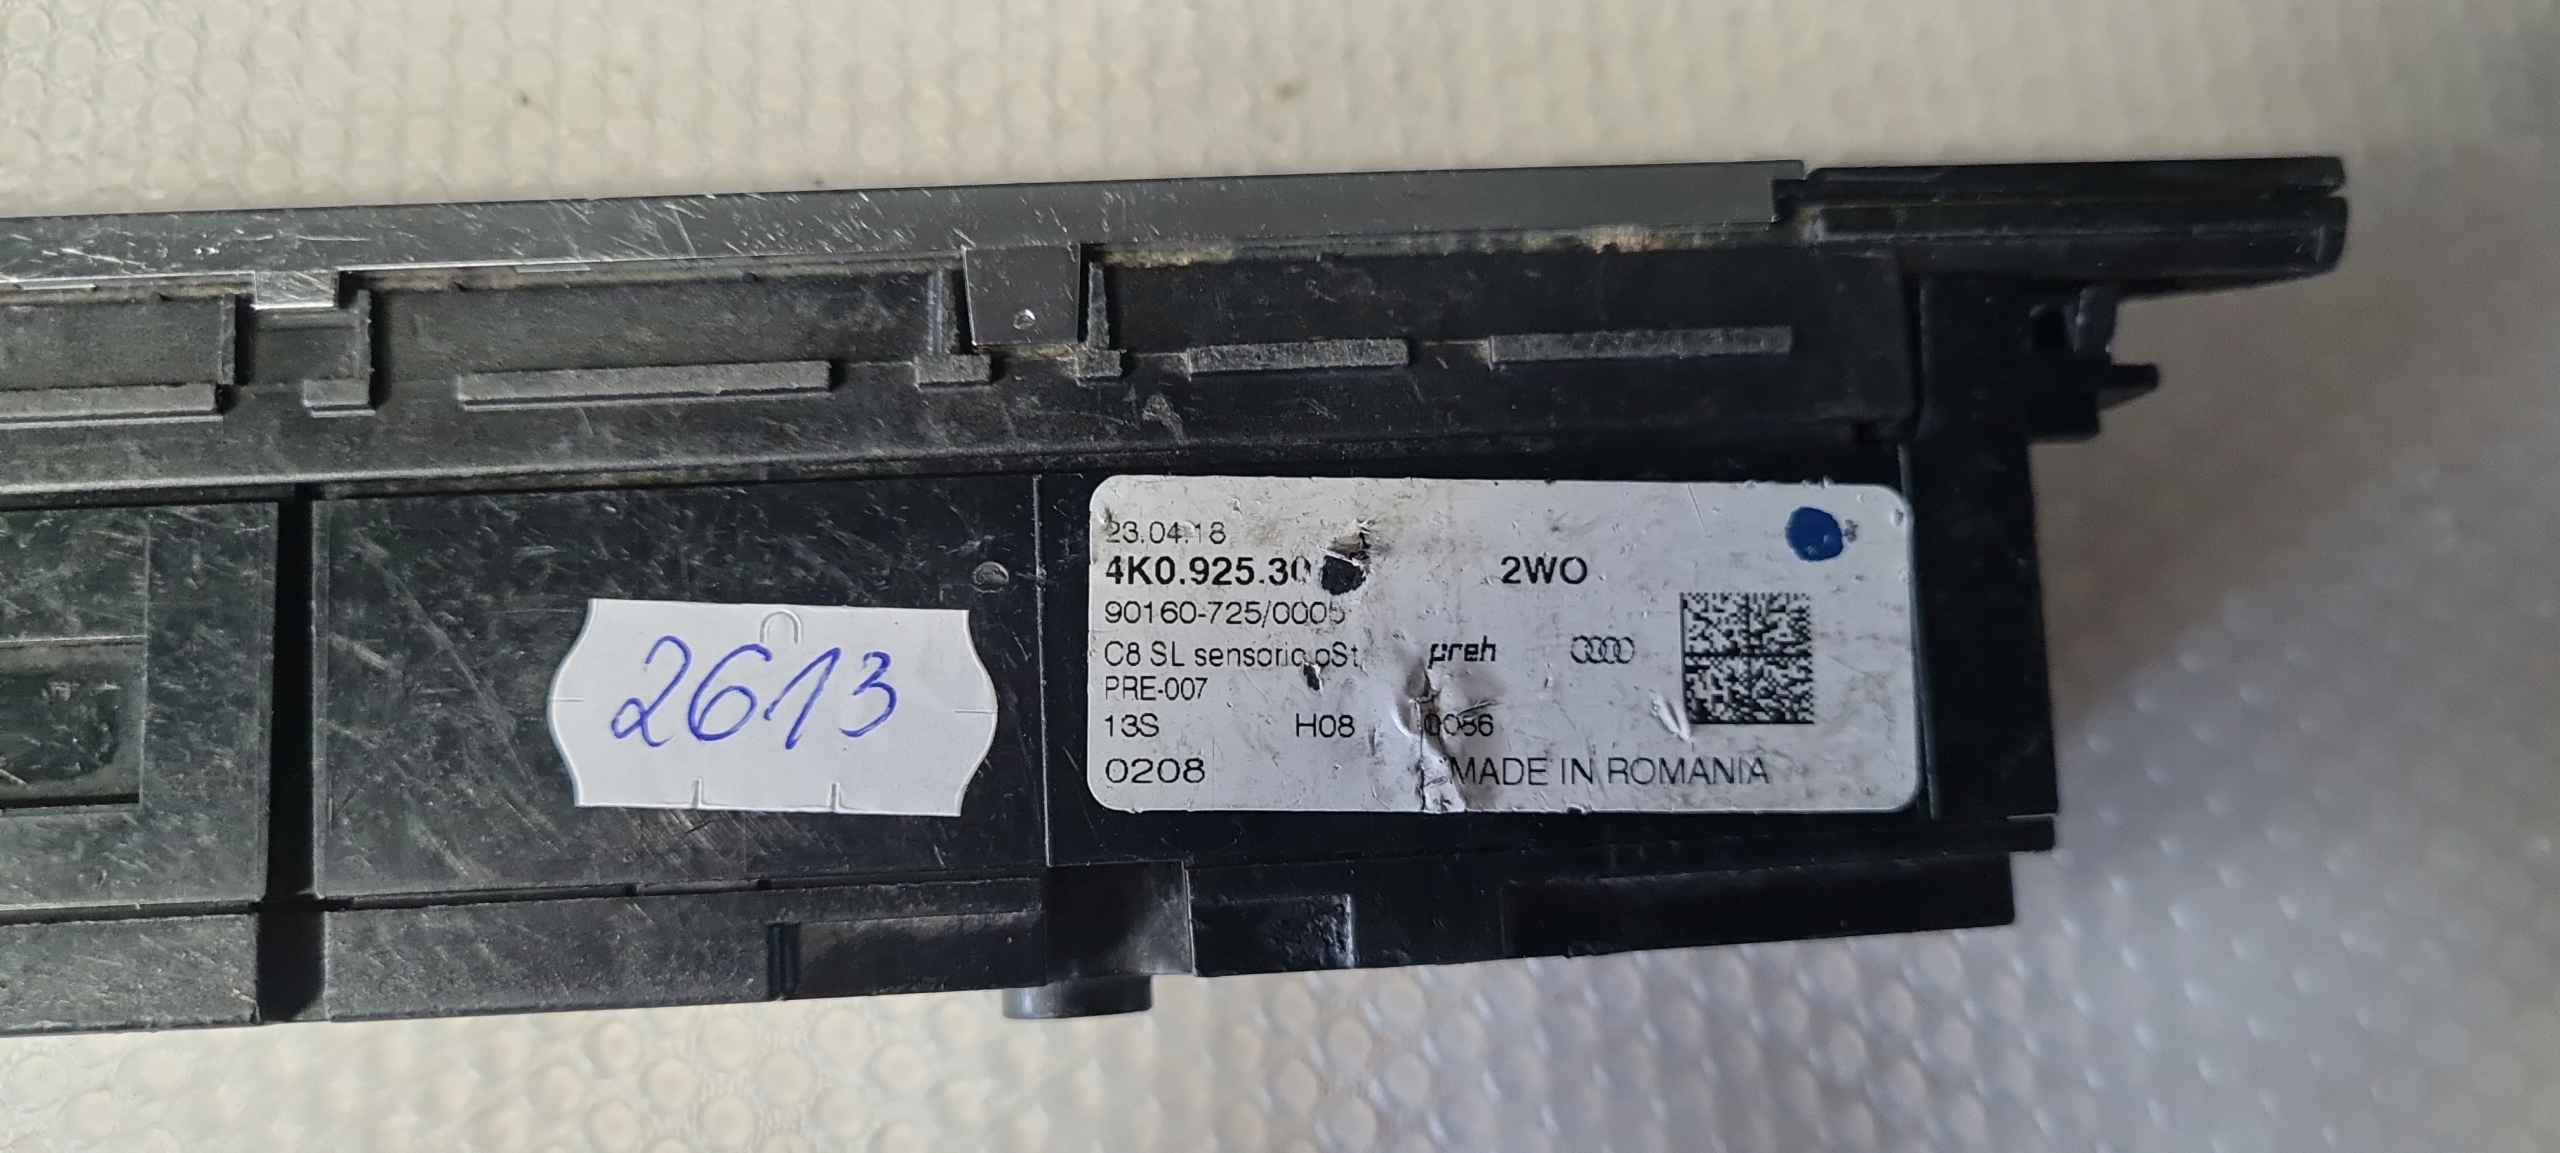 2613
23.04.18
4K0.925.30 2WO
90160-725/0005
C8 SL sensoric oSt preh
PRE-007
13S H08 0086
0208 MADE IN ROMANIA